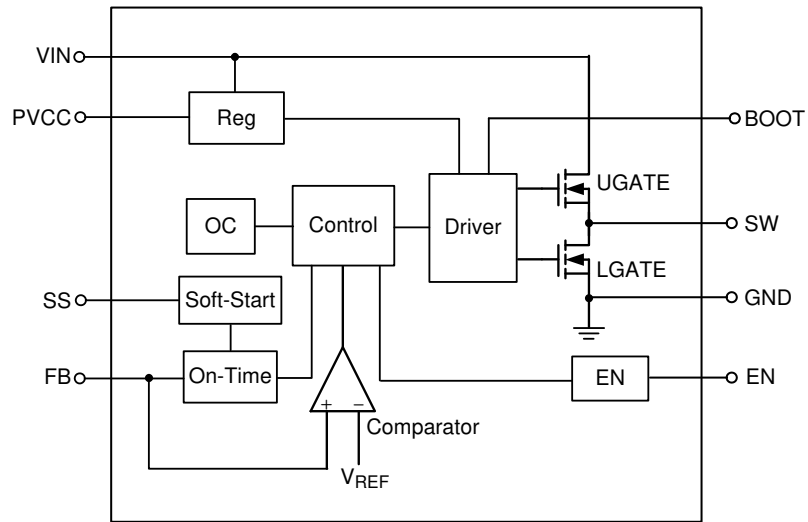 VIN
PVCC
Reg
BOOT
UGATE
OC
Control
Driver
SW
LGATE
SS
Soft-Start
GND
FB
On-Time
EN
EN
+ −
Comparator
VREF